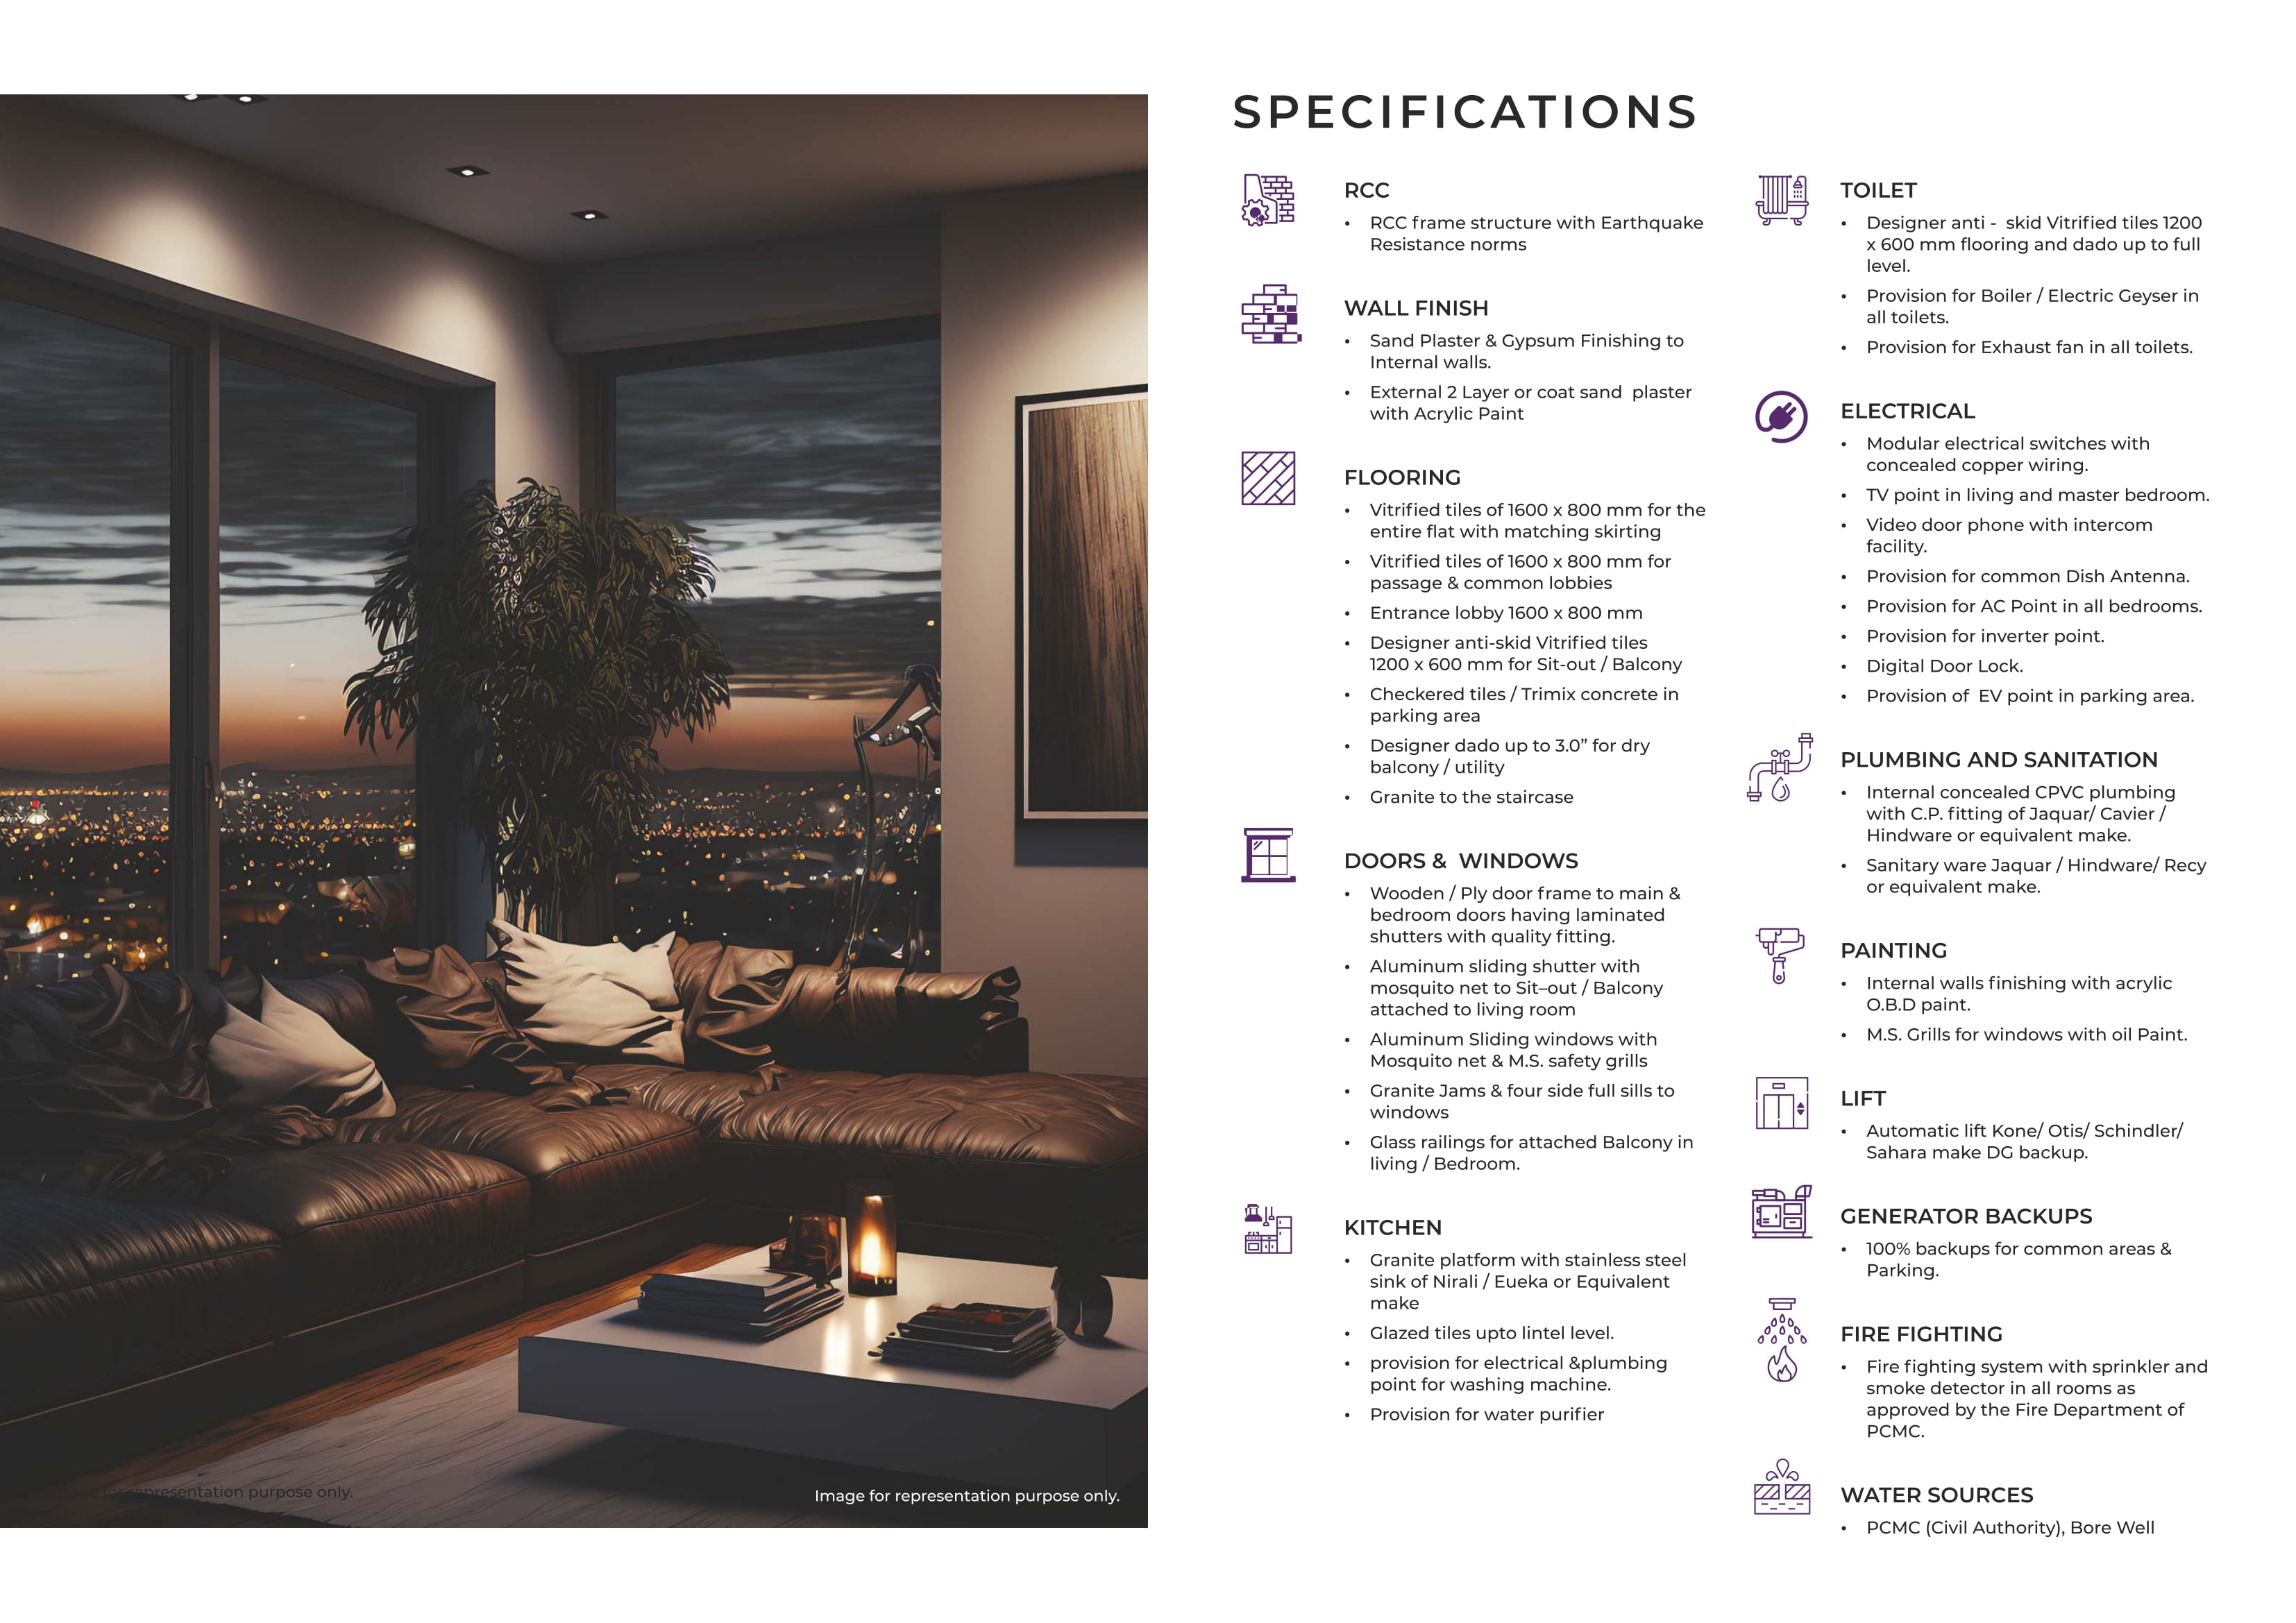 SPECIFICATIONS
RCC
• RCC frame structure with Earthquake
Resistance norms
WALL FINISH
• Sand Plaster & Gypsum Finishing to
Internal walls.
• External 2 Layer or coat sand plaster
with Acrylic Paint
FLOORING
• Vitrified tiles of 1600 x 800 mm for the
entire flat with matching skirting
• Vitrified tiles of 1600 x 800 mm for
passage & common lobbies
• Entrance lobby 1600 x 800 mm
• Designer anti-skid Vitrified tiles
1200 x 600 mm for Sit-out / Balcony
• Checkered tiles / Trimix concrete in
parking area
• Designer dado up to 3.0” for dry
balcony / utility
• Granite to the staircase
DOORS & WINDOWS
• Wooden / Ply door frame to main &
bedroom doors having laminated
shutters with quality fitting.
• Aluminum sliding shutter with
mosquito net to Sit–out / Balcony
attached to living room
• Aluminum Sliding windows with
Mosquito net & M.S. safety grills
• Granite Jams & four side full sills to
windows
• Glass railings for attached Balcony in
living / Bedroom.
KITCHEN
• Granite platform with stainless steel
sink of Nirali / Eueka or Equivalent
make
• Glazed tiles upto lintel level.
• provision for electrical &plumbing
point for washing machine.
• Provision for water purifier
TOILET
• Designer anti - skid Vitrified tiles 1200
x 600 mm flooring and dado up to full
level.
• Provision for Boiler / Electric Geyser in
all toilets.
• Provision for Exhaust fan in all toilets.
ELECTRICAL
• Modular electrical switches with
concealed copper wiring.
• TV point in living and master bedroom.
• Video door phone with intercom
facility.
• Provision for common Dish Antenna.
• Provision for AC Point in all bedrooms.
• Provision for inverter point.
• Digital Door Lock.
• Provision of EV point in parking area.
PLUMBING AND SANITATION
• Internal concealed CPVC plumbing
with C.P. fitting of Jaquar/ Cavier /
Hindware or equivalent make.
• Sanitary ware Jaquar / Hindware/ Recy
or equivalent make.
PAINTING
• Internal walls finishing with acrylic
O.B.D paint.
• M.S. Grills for windows with oil Paint.
LIFT
• Automatic lift Kone/ Otis/ Schindler/
Sahara make DG backup.
GENERATOR BACKUPS
• 100% backups for common areas &
Parking.
FIRE FIGHTING
• Fire fighting system with sprinkler and
smoke detector in all rooms as
approved by the Fire Department of
PCMC.
WATER SOURCES
• PCMC (Civil Authority), Bore Well
for representation purpose only.
Image for representation purpose only.